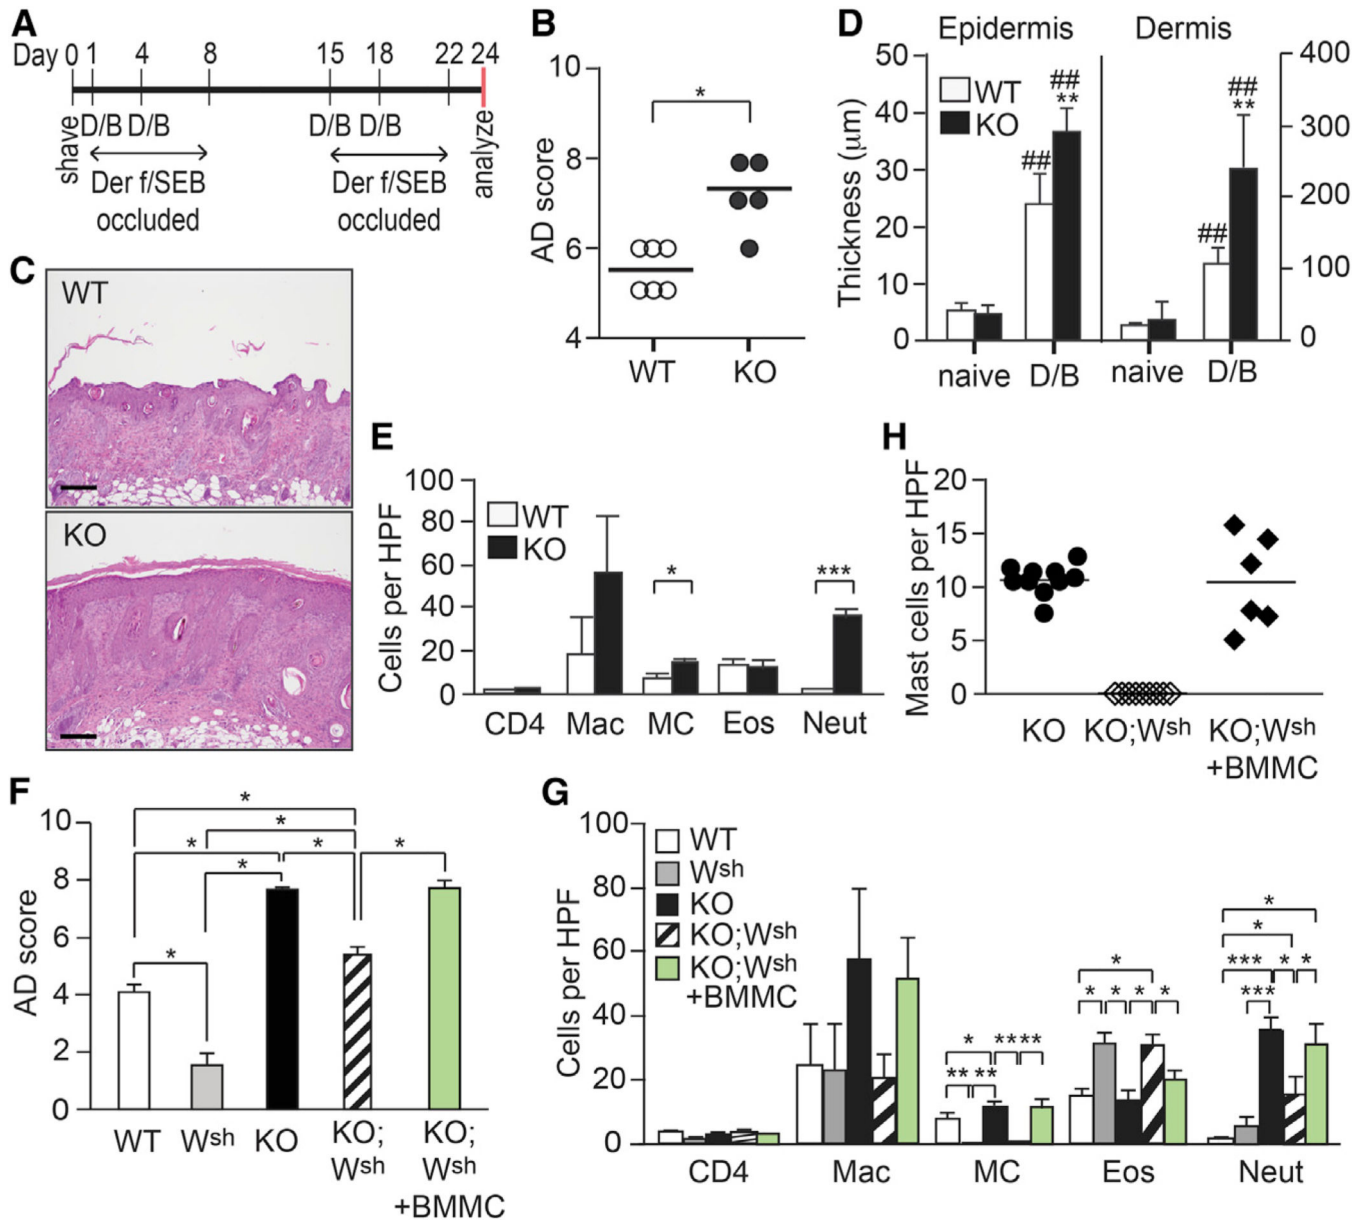 A
Day 0 1 4 8 15 18 22 24
shave
D/B D/B
D/B D/B
analyze
Der f/SEB
occluded
Der f/SEB
occluded
B
AD score
10
8
6
4
*
WT KO
C
WT
KO
D
Epidermis Dermis
Thickness (μm)
50
40
30
20
10
0
400
300
200
100
0
WT
KO
##
##
**
##
##
**
naive D/B naive D/B
E
Cells per HPF
100
80
60
40
20
0
WT
KO
*
***
CD4 Mac MC Eos Neut
H
Mast cells per HPF
20
15
10
5
0
KO KO;Wsh KO;Wsh
+BMMC
F
AD score
10
8
6
4
2
0
*
*
* * *
*
*
WT Wsh KO KO; KO;
Wsh Wsh
+BMMC
G
Cells per HPF
100
80
60
40
20
0
WT
Wsh
KO
KO;Wsh
KO;Wsh
+BMMC
*
** **
** **
*
* * * *
*
*
*** * *
***
CD4 Mac MC Eos Neut